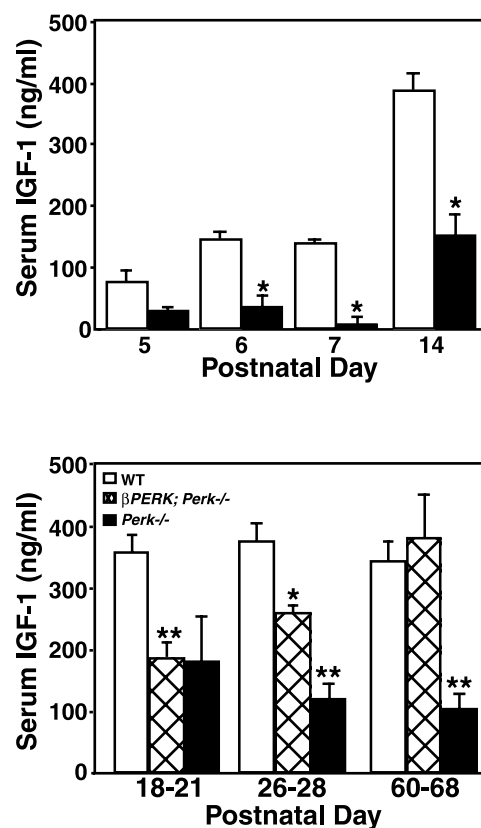 500
400
300
200
100
0
Serum IGF-1 (ng/ml)
*
*
*
5 6 7 14
Postnatal Day
500
400
300
200
100
0
Serum IGF-1 (ng/ml)
WT
βPERK; Perk-/-
Perk-/-
**
*
**
**
18-21 26-28 60-68
Postnatal Day